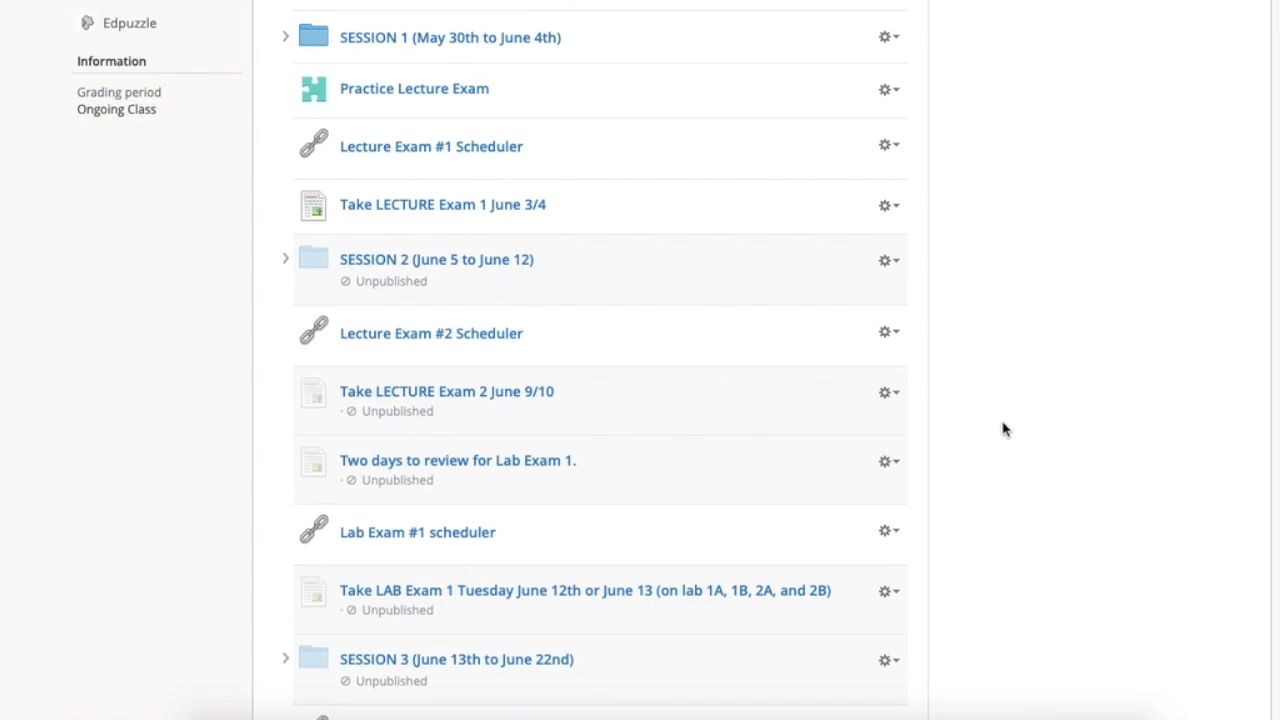 Edpuzzle
Information
Grading period
Ongoing Class
SESSION 1 (May 30th to June 4th)
Practice Lecture Exam
Lecture Exam #1 Scheduler
Take LECTURE Exam 1 June 3/4
SESSION 2 (June 5 to June 12)
Unpublished
Lecture Exam #2 Scheduler
Take LECTURE Exam 2 June 9/10
· Unpublished
Two days to review for Lab Exam 1.
· Unpublished
Lab Exam #1 scheduler
Take LAB Exam 1 Tuesday June 12th or June 13 (on lab 1A, 1B, 2A, and 2B)
· Unpublished
SESSION 3 (June 13th to June 22nd)
Unpublished